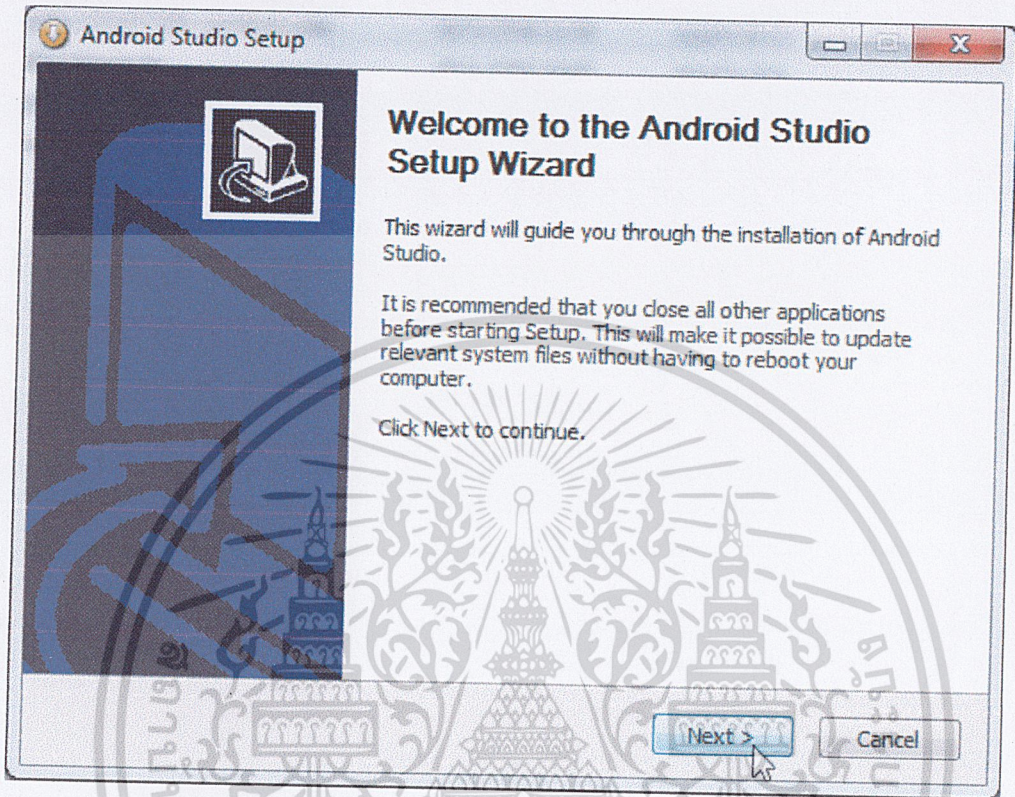 Android Studio Setup
Welcome to the Android Studio
Setup Wizard
This wizard will guide you through the installation of Android
Studio.
It is recommended that you close all other applications
before starting Setup. This will make it possible to update
relevant system files without having to reboot your
computer.
Click Next to continue.
Next >
Cancel